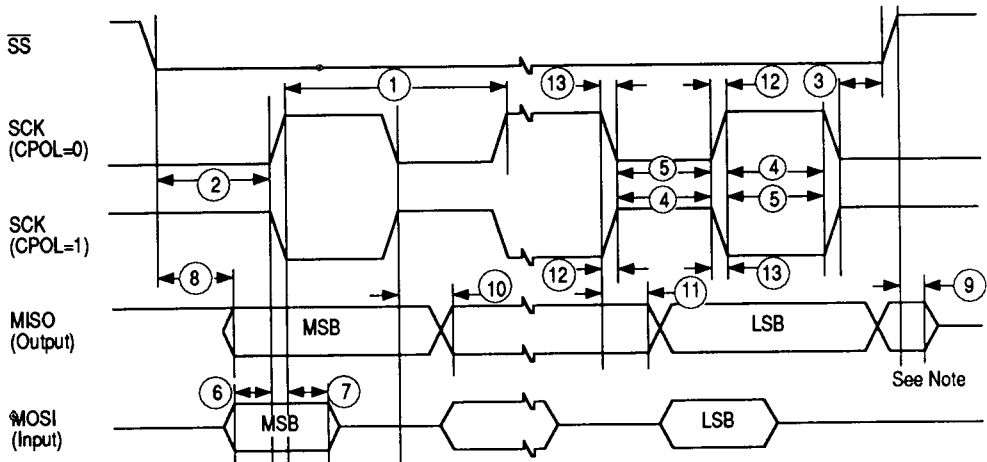 SS
1
13
12
3
SCK
(CPOL=0)
5
4
2
4
5
SCK
(CPOL=1)
8
12
13
10
11
9
MISO
(Output)
MSB
LSB
See Note
6
7
MOSI
(Input)
MSB
LSB